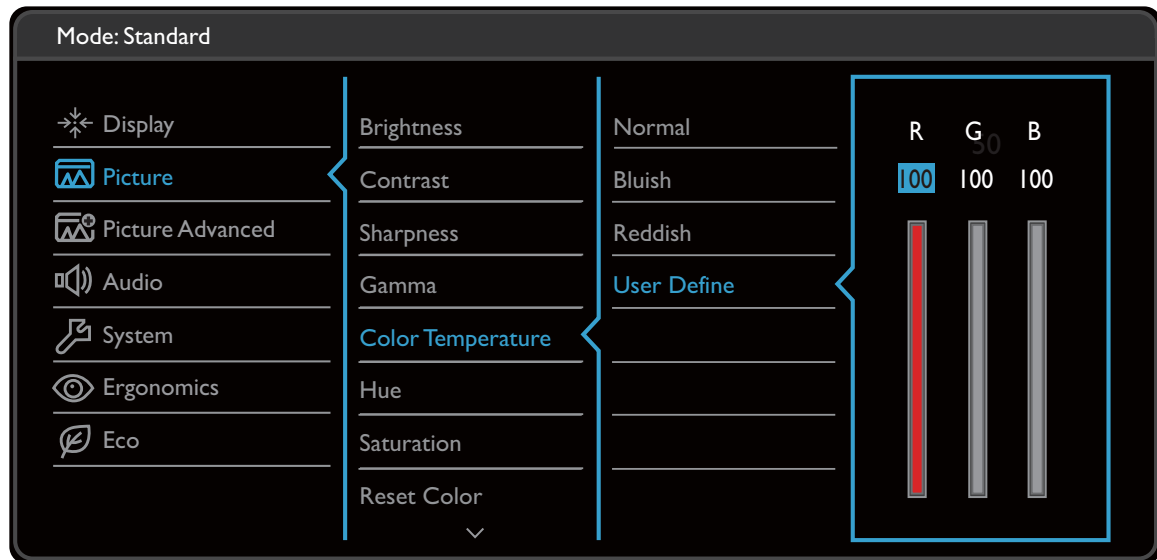 Mode: Standard
Display
Picture
Picture Advanced
Audio
System
Ergonomics
Eco
Brightness
Contrast
Sharpness
Gamma
Color Temperature
Hue
Saturation
Reset Color
Normal
Bluish
Reddish
User Define
R G B
50
100 100 100